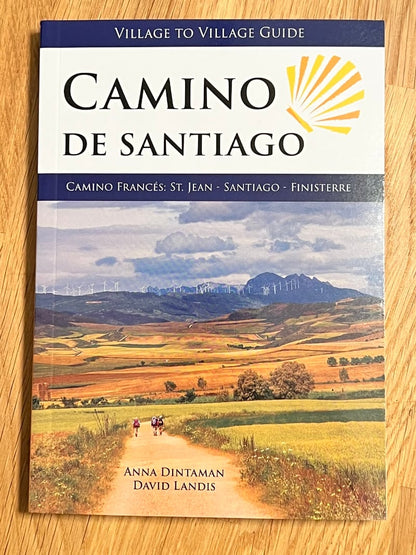 Village to Village Guide
Camino
de Santiago
Camino Francés: St. Jean - Santiago - Finisterre
Anna Dintaman
David Landis